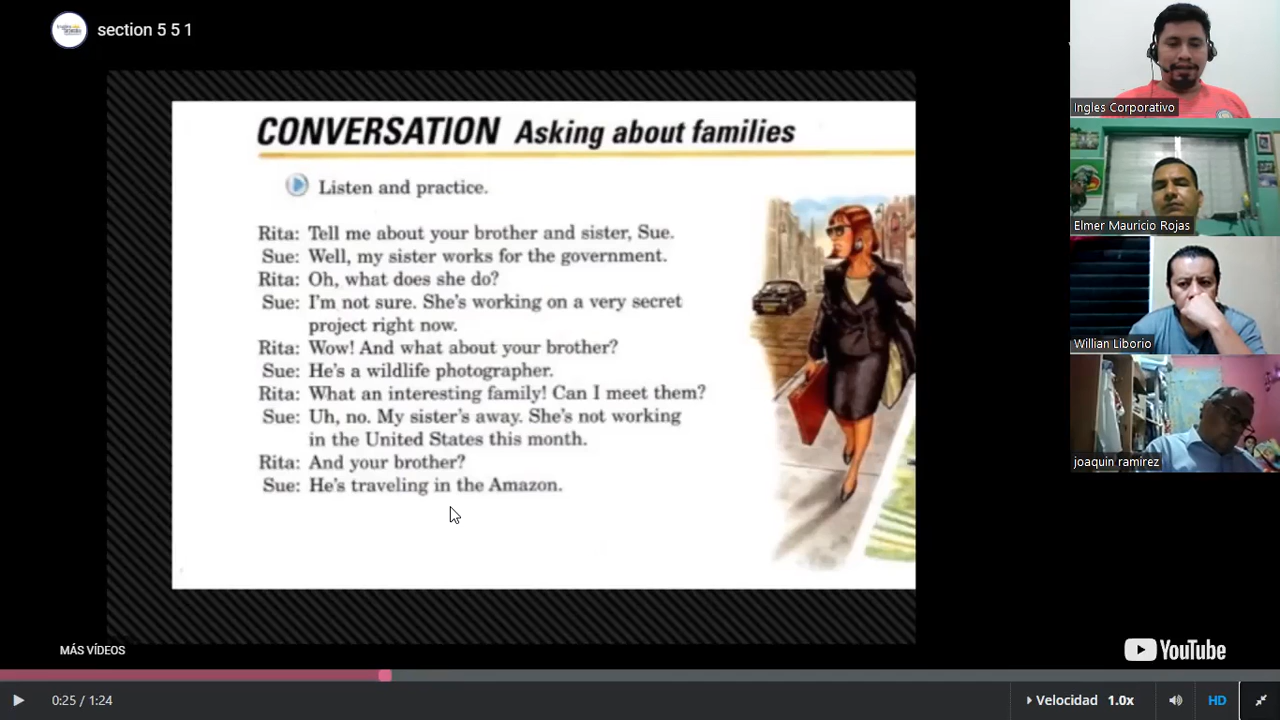 section 5 5 1
CONVERSATION Asking about families
Listen and practice.
Rita: Tell me about your brother and sister, Sue.
Sue: Well, my sister works for the government.
Rita: Oh, what does she do?
Sue: I'm not sure. She's working on a very secret
project right now.
Rita: Wow! And what about your brother?
Sue: He's a wildlife photographer.
Rita: What an interesting family! Can I meet them?
Sue: Uh, no. My sister's away. She's not working
in the United States this month.
Rita: And your brother?
Sue: He's traveling in the Amazon.
MÁS VÍDEOS
YouTube
0:25 / 1:24
Velocidad 1.0x
HD
Ingles Corporativo
Elmer Mauricio Rojas
Willian Liborio
joaquin ramirez